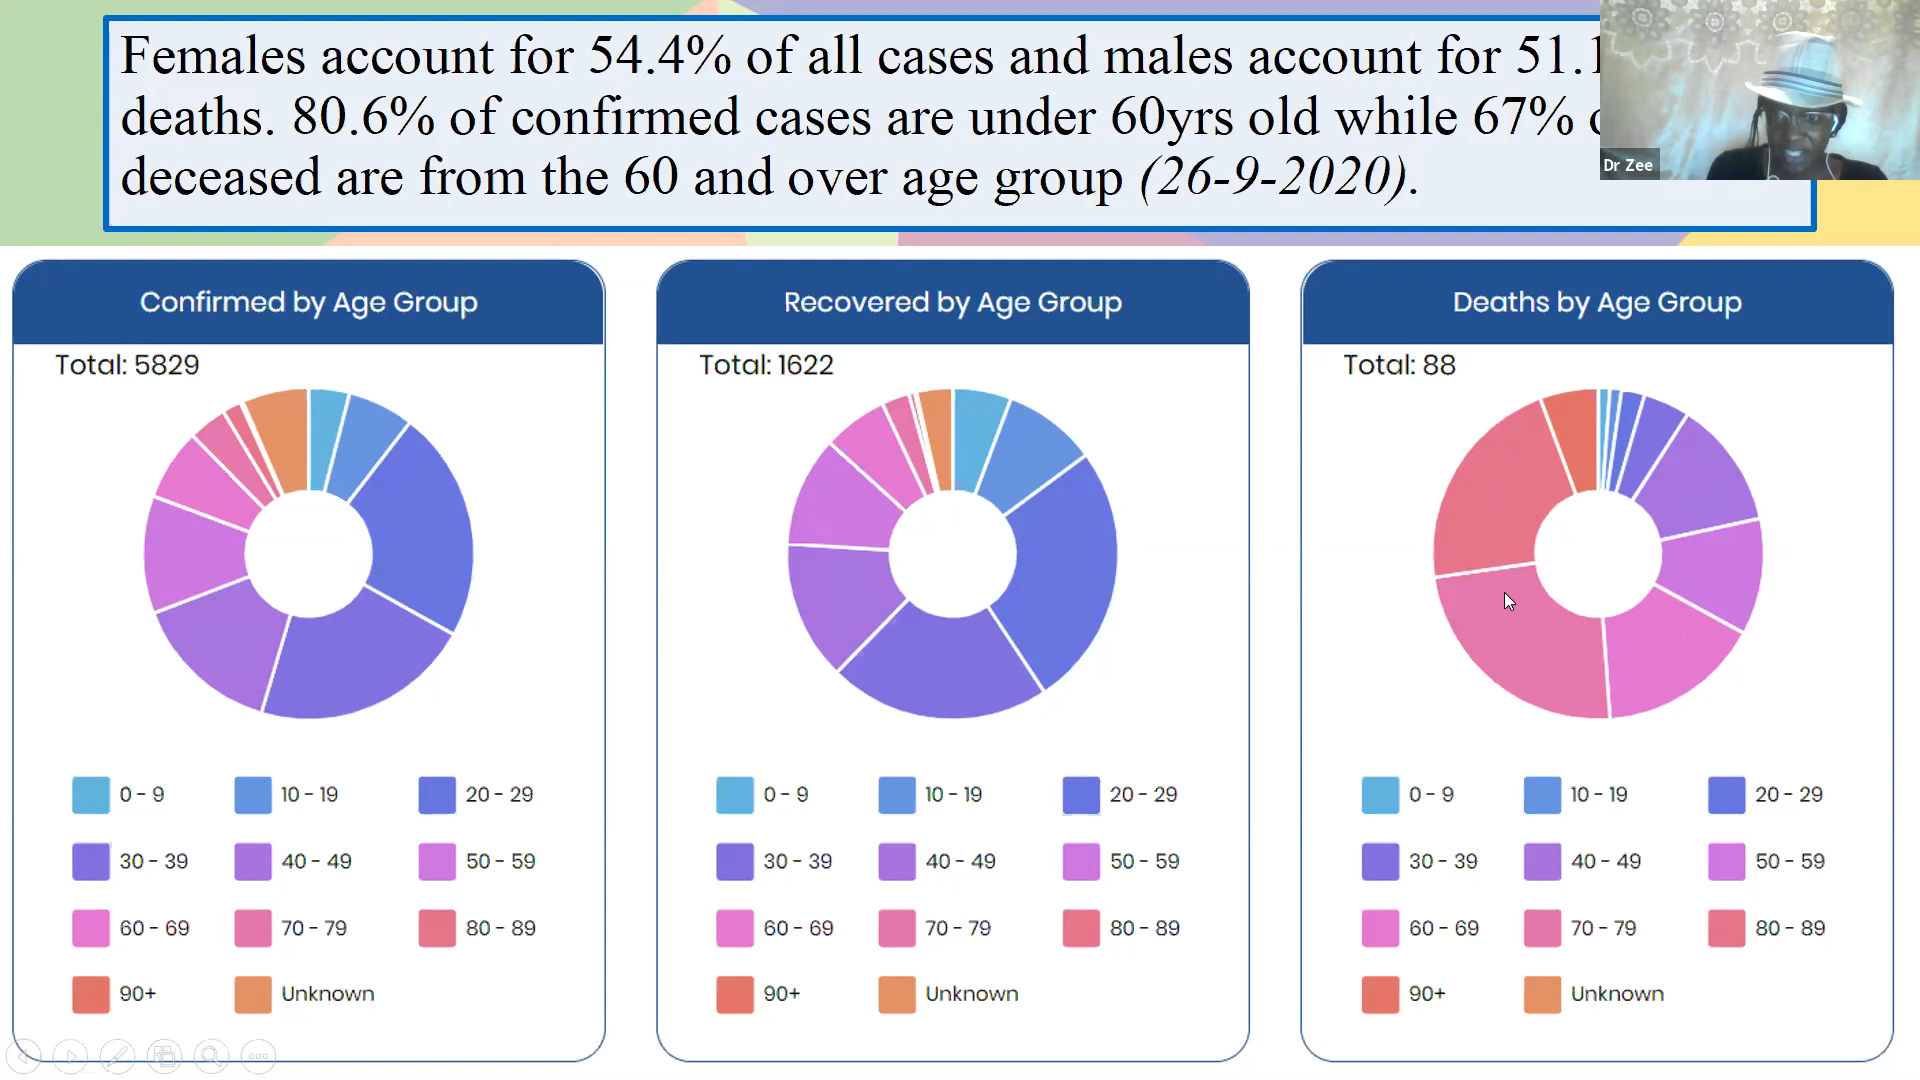 Females account for 54.4% of all cases and males account for 51.1
deaths. 80.6% of confirmed cases are under 60yrs old while 67%
deceased are from the 60 and over age group (26-9-2020).
Dr Zee
Confirmed by Age Group
Total: 5829
0 - 9
10 - 19
20 - 29
30 - 39
40 - 49
50 - 59
60 - 69
70 - 79
80 - 89
90+
Unknown
Recovered by Age Group
Total: 1622
0 - 9
10 - 19
20 - 29
30 - 39
40 - 49
50 - 59
60 - 69
70 - 79
80 - 89
90+
Unknown
Deaths by Age Group
Total: 88
0 - 9
10 - 19
20 - 29
30 - 39
40 - 49
50 - 59
60 - 69
70 - 79
80 - 89
90+
Unknown